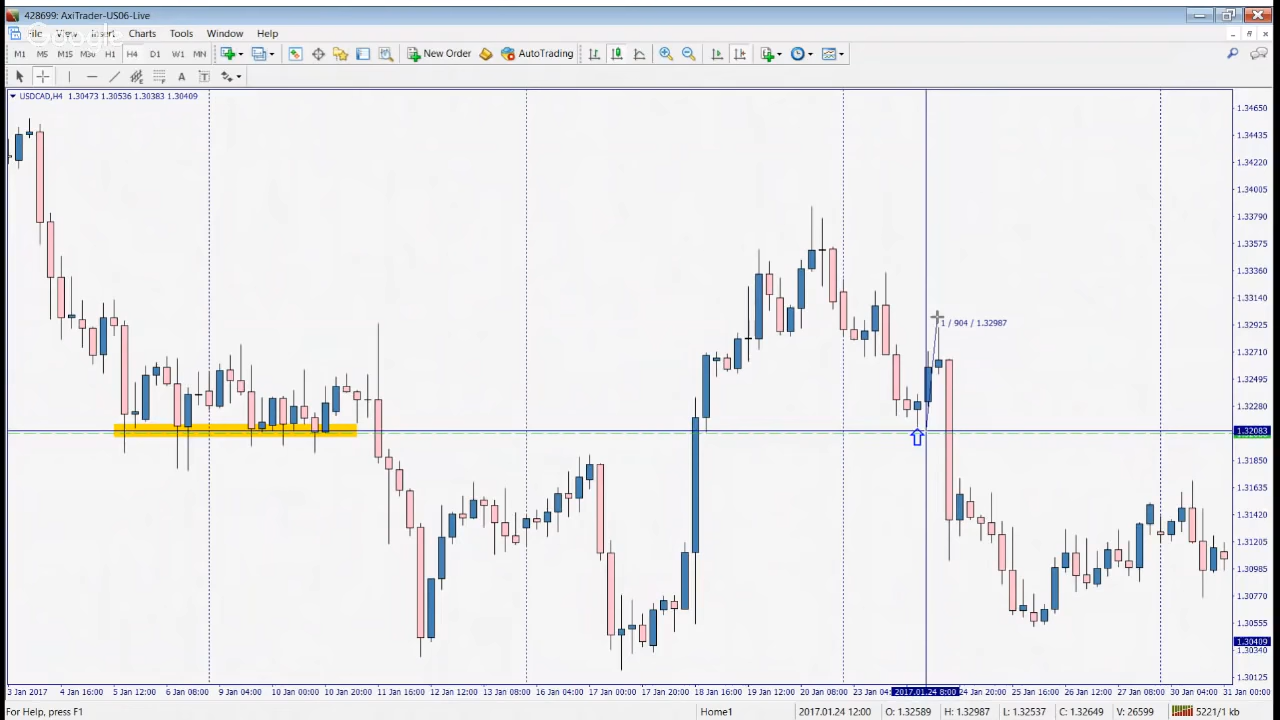 428699: AxiTrader-US06-Live
File View Insert Charts Tools Window Help
Google
M1 M5 M15 M30 H1 H4 D1 W1 MN New Order AutoTrading
A T
USDCAD,H4 1.30473 1.30536 1.30383 1.30409
1.34650
1.34435
1.34220
1.34005
1.33790
1.33575
1.33360
1.33140
1.32925
1.32710
1.32495
1.32280
1.32083
1.31850
1.31635
1.31420
1.31205
1.30985
1.30770
1.30555
1.30409
1.30340
1.30125
1 / 904 / 1.32987
3 Jan 2017 4 Jan 16:00 5 Jan 12:00 6 Jan 08:00 9 Jan 04:00 10 Jan 00:00 10 Jan 20:00 11 Jan 16:00 12 Jan 12:00 13 Jan 08:00 16 Jan 04:00 17 Jan 00:00 17 Jan 20:00 18 Jan 16:00 19 Jan 12:00 20 Jan 08:00 23 Jan 04: 2017.01.24 8:00 24 Jan 20:00 25 Jan 16:00 26 Jan 12:00 27 Jan 08:00 30 Jan 04:00 31 Jan 00:00
For Help, press F1 Home1 2017.01.24 12:00 O: 1.32589 H: 1.32987 L: 1.32537 C: 1.32649 V: 26599 5221/1 kb